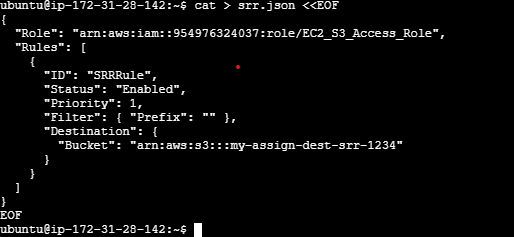 ubuntu@ip-172-31-28-142:~$ cat > srr.json <<EOF
{
  "Role": "arn:aws:iam::954976324037:role/EC2_S3_Access_Role",
  "Rules": [
    {
      "ID": "SRRRule",
      "Status": "Enabled",
      "Priority": 1,
      "Filter": { "Prefix": "" },
      "Destination": {
        "Bucket": "arn:aws:s3:::my-assign-dest-srr-1234"
      }
    }
  ]
}
EOF
ubuntu@ip-172-31-28-142:~$